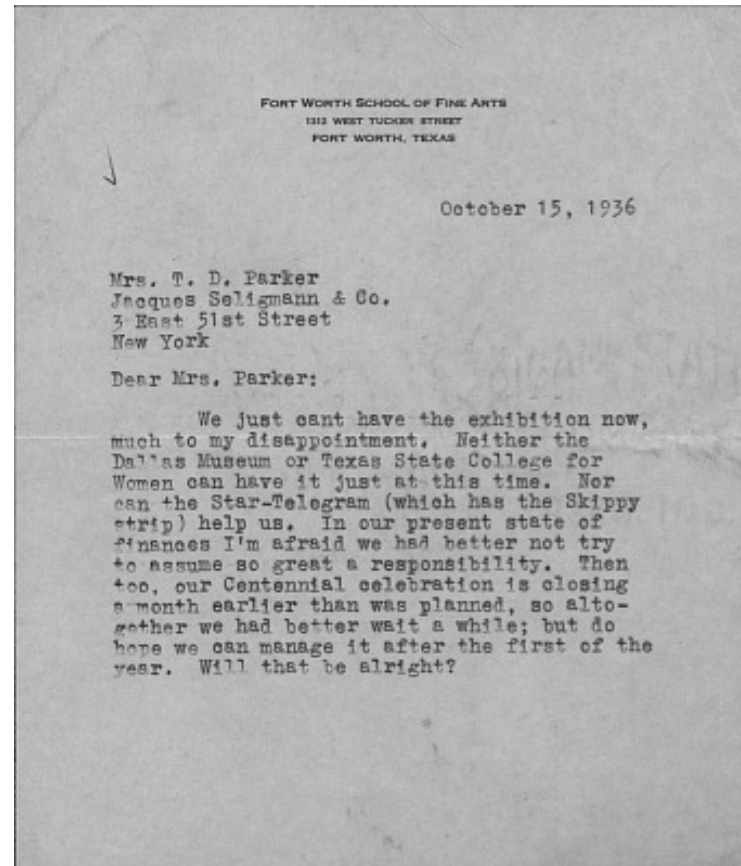 FORT WORTH SCHOOL OF FINE ARTS
1312 WEST TUCKER STREET
FORT WORTH, TEXAS
October 15, 1936
Mrs. T. D. Parker
Jacques Seligmann & Co.
3 East 51st Street
New York
Dear Mrs. Parker:
We just cant have the exhibition now,
much to my disappointment. Neither the
Dallas Museum or Texas State College for
Women can have it just at this time. Nor
can the Star-Telegram (which has the Skippy
strip) help us. In our present state of
finances I'm afraid we had better not try
to assume so great a responsibility. Then
too, our Centennial celebration is closing
a month earlier than was planned, so alto-
gether we had better wait a while; but do
hope we can manage it after the first of the
year. Will that be alright?